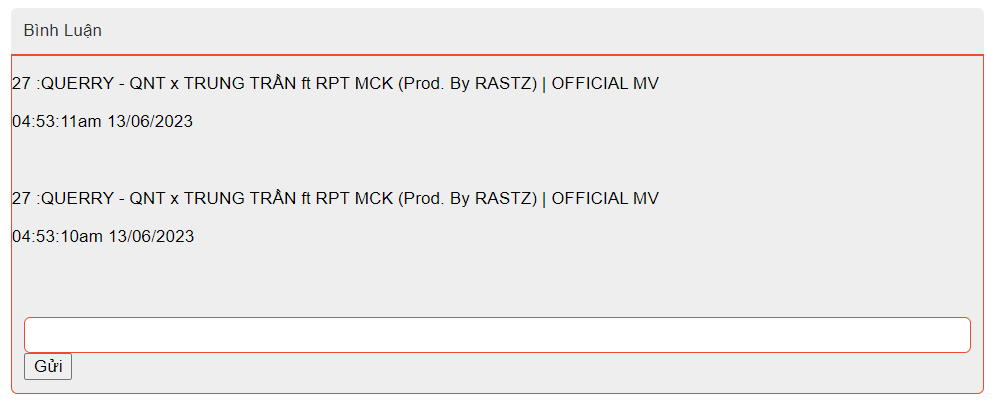 Bình Luận
27 :QUERRY - QNT x TRUNG TRẦN ft RPT MCK (Prod. By RASTZ) | OFFICIAL MV
04:53:11am 13/06/2023
27 :QUERRY - QNT x TRUNG TRẦN ft RPT MCK (Prod. By RASTZ) | OFFICIAL MV
04:53:10am 13/06/2023
Gửi